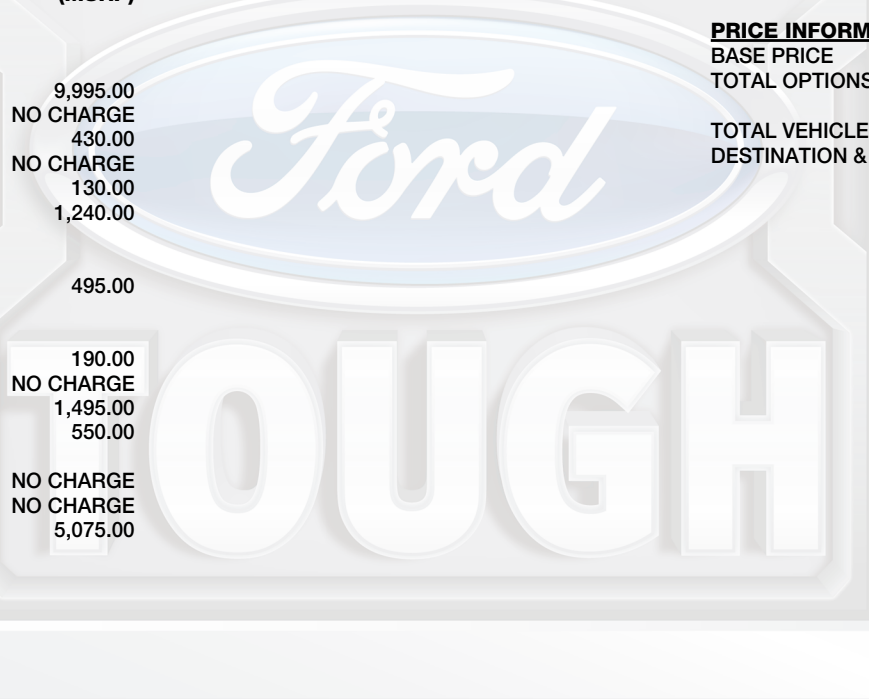 PRICE INFORM
BASE PRICE
TOTAL OPTIONS
TOTAL VEHICLE
DESTINATION &
9,995.00
NO CHARGE
430.00
NO CHARGE
130.00
1,240.00
495.00
190.00
NO CHARGE
1,495.00
550.00
NO CHARGE
NO CHARGE
5,075.00
Ford
TOUGH